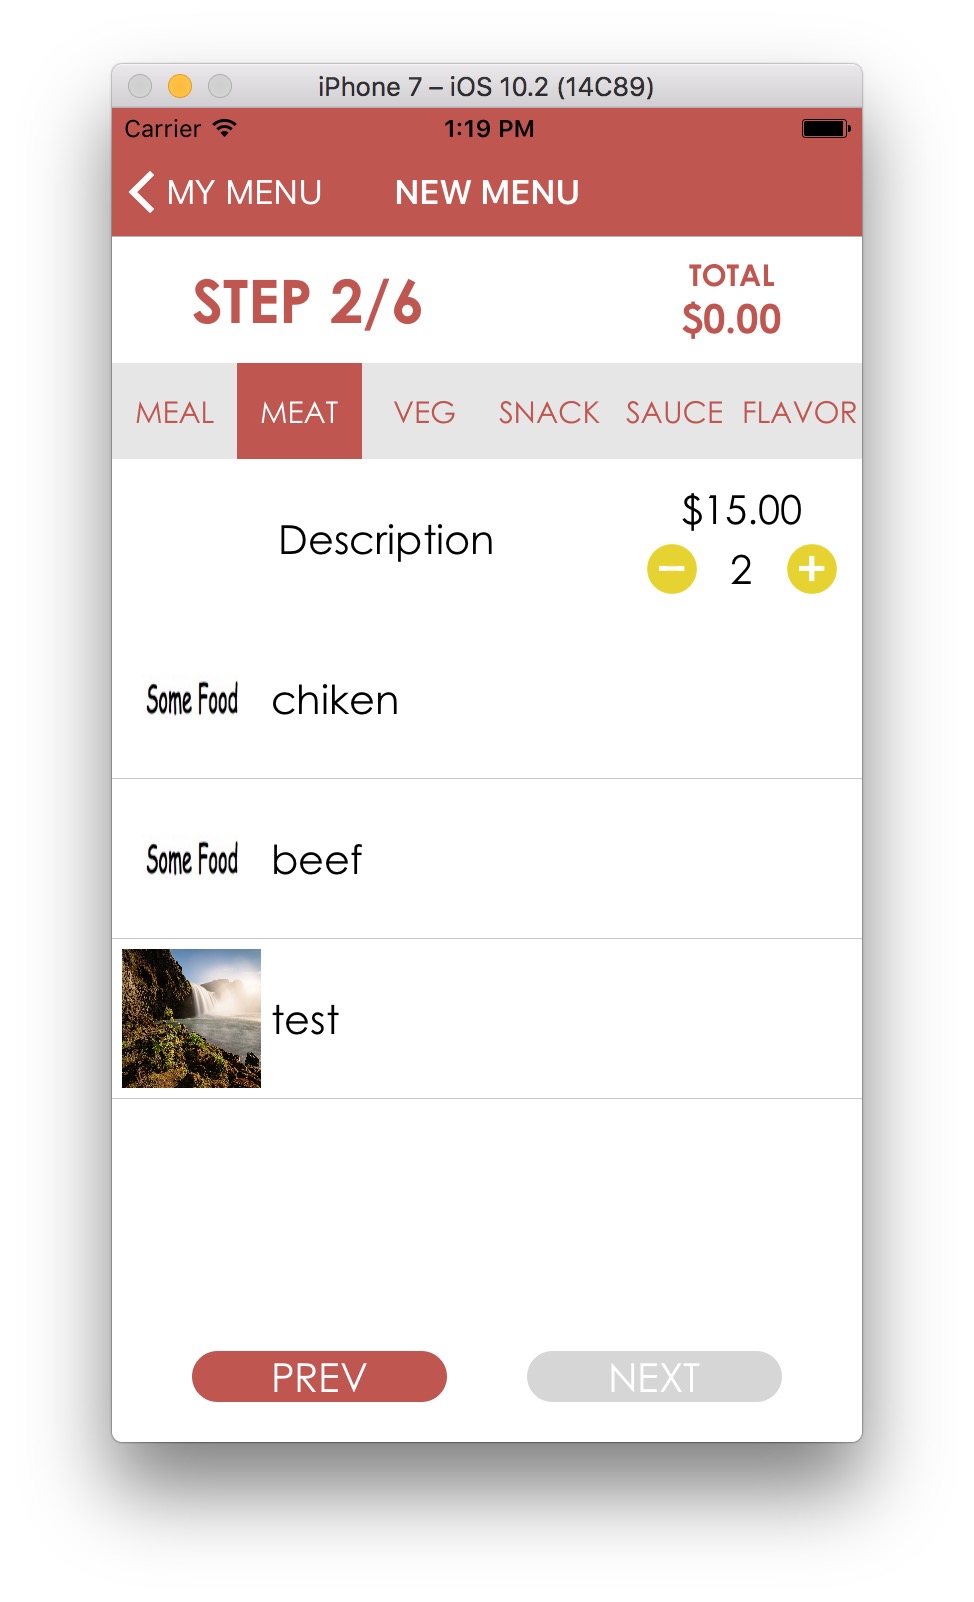 iPhone 7 – iOS 10.2 (14C89)
Carrier 1:19 PM
MY MENU NEW MENU
STEP 2/6
TOTAL
$0.00
MEAL MEAT VEG SNACK SAUCE FLAVOR
Description
$15.00
2
Some Food chiken
Some Food beef
test
PREV NEXT